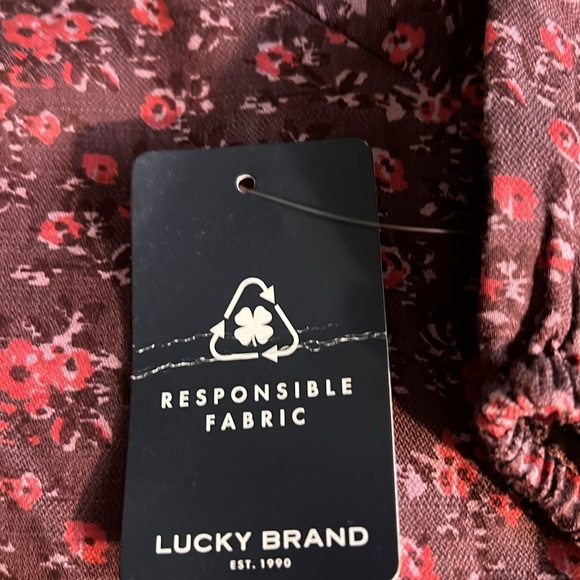 RESPONSIBLE
FABRIC
LUCKY BRAND
EST. 1990